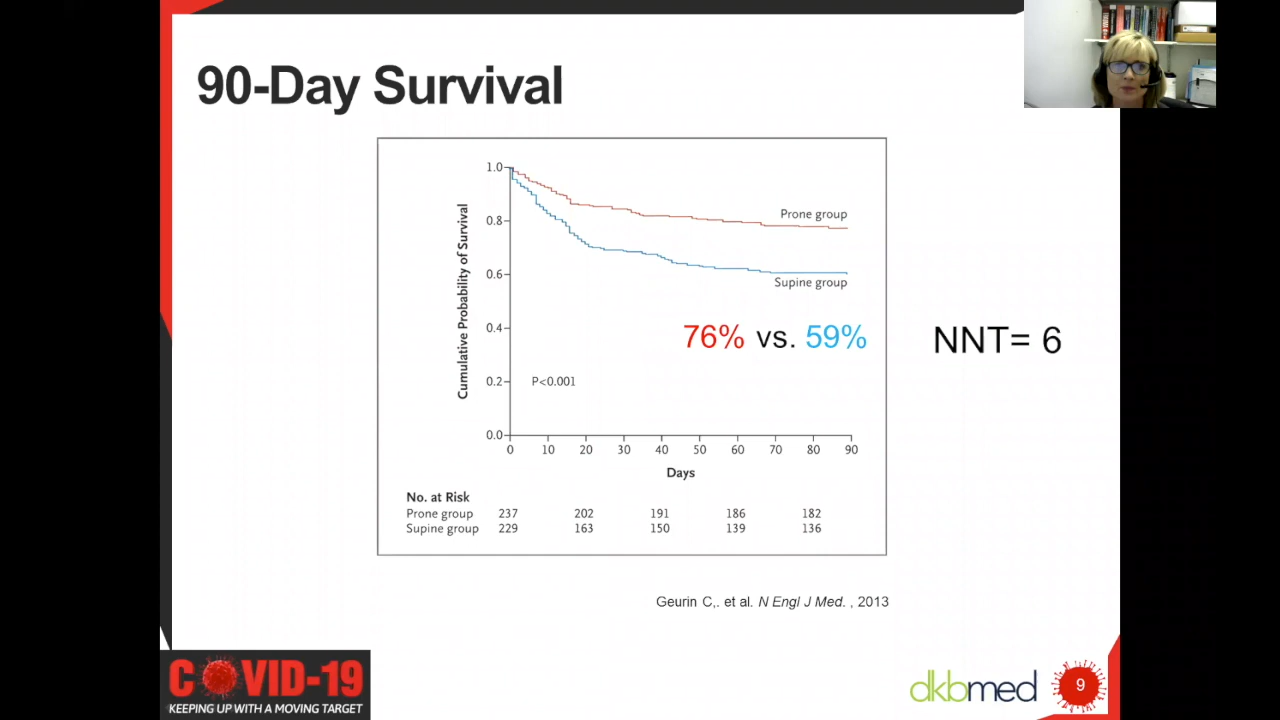 90-Day Survival
Cumulative Probability of Survival
1.0
0.8
0.6
0.4
0.2
0.0
Prone group
Supine group
76% vs. 59%
P<0.001
0 10 20 30 40 50 60 70 80 90
Days
NNT= 6
No. at Risk
Prone group 237 202 191 186 182
Supine group 229 163 150 139 136
Geurin C,. et al. N Engl J Med. , 2013
COVID-19
KEEPING UP WITH A MOVING TARGET
dkbmed
9